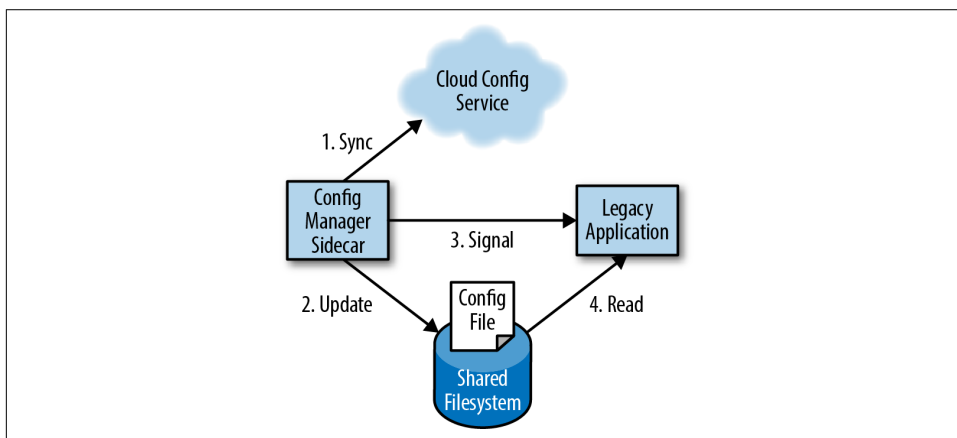 Cloud Config
Service
1. Sync
Config
Manager
Sidecar
Legacy
Application
3. Signal
2. Update
Config
File
4. Read
Shared
Filesystem